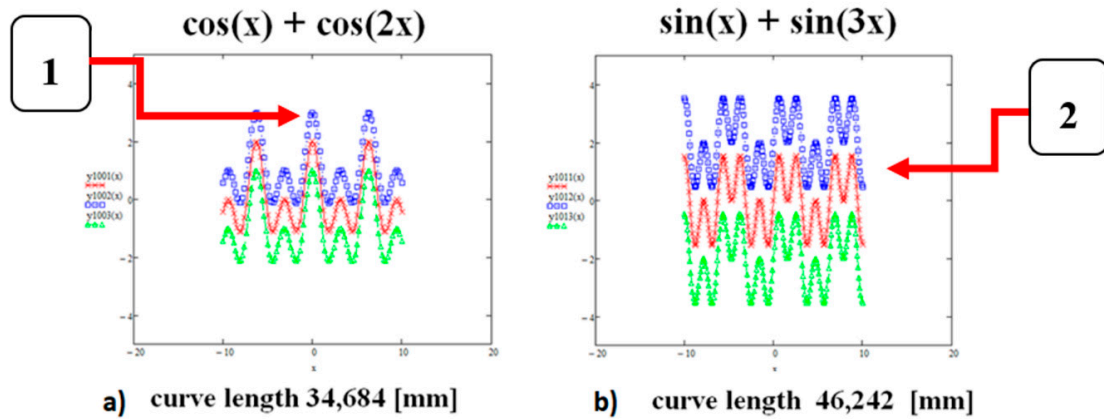 cos(x) + cos(2x)
1
4
2
0
−2
−4
y1001(x)
y1002(x)
y1003(x)
−20
−10
0
10
20
x
a) curve length 34,684 [mm]
sin(x) + sin(3x)
2
4
2
0
−2
−4
y1011(x)
y1012(x)
y1013(x)
−20
−10
0
10
20
x
b) curve length 46,242 [mm]